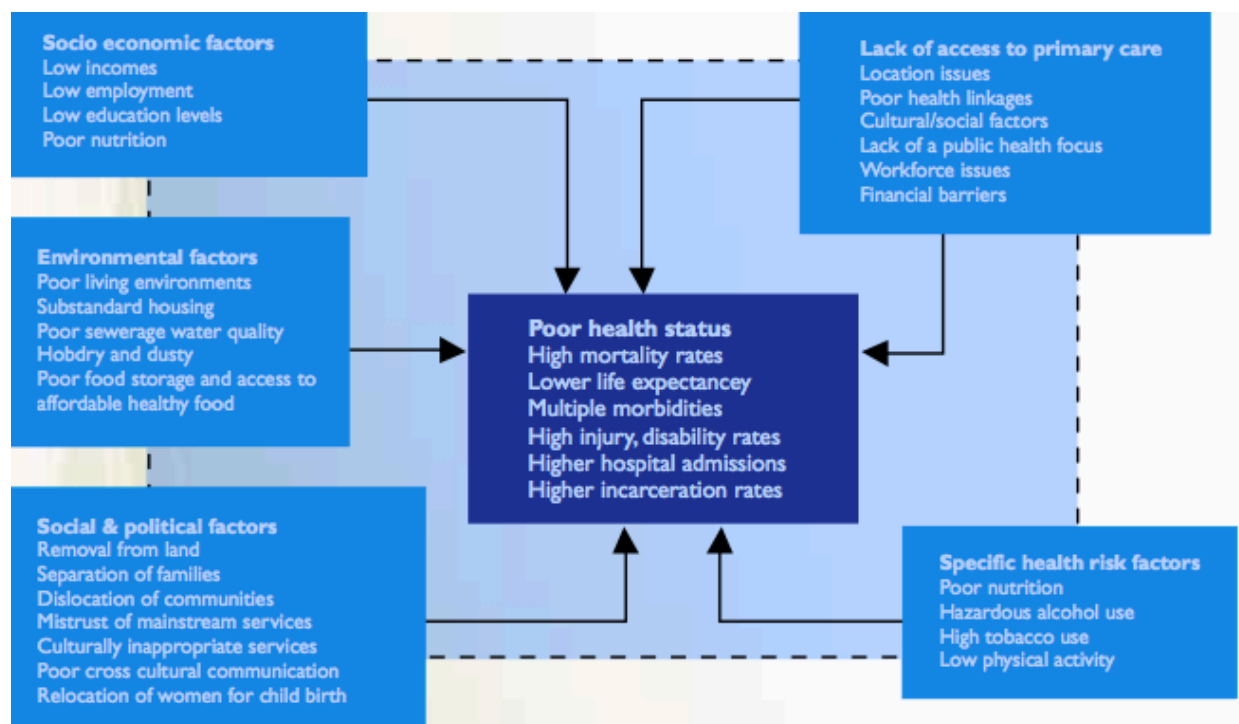 Socio economic factors
Low incomes
Low employment
Low education levels
Poor nutrition
Lack of access to primary care
Location issues
Poor health linkages
Cultural/social factors
Lack of a public health focus
Workforce issues
Financial barriers
Environmental factors
Poor living environments
Substandard housing
Poor sewerage water quality
Hobdry and dusty
Poor food storage and access to
affordable healthy food
Poor health status
High mortality rates
Lower life expectancey
Multiple morbidities
High injury, disability rates
Higher hospital admissions
Higher incarceration rates
Social & political factors
Removal from land
Separation of families
Dislocation of communities
Mistrust of mainstream services
Culturally inappropriate services
Poor cross cultural communication
Relocation of women for child birth
Specific health risk factors
Poor nutrition
Hazardous alcohol use
High tobacco use
Low physical activity